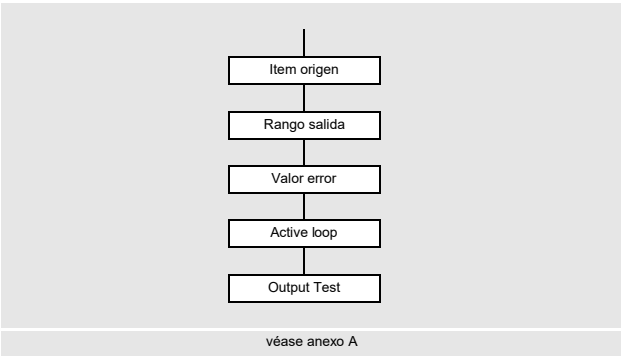 Item origen
Rango salida
Valor error
Active loop
Output Test
véase anexo A